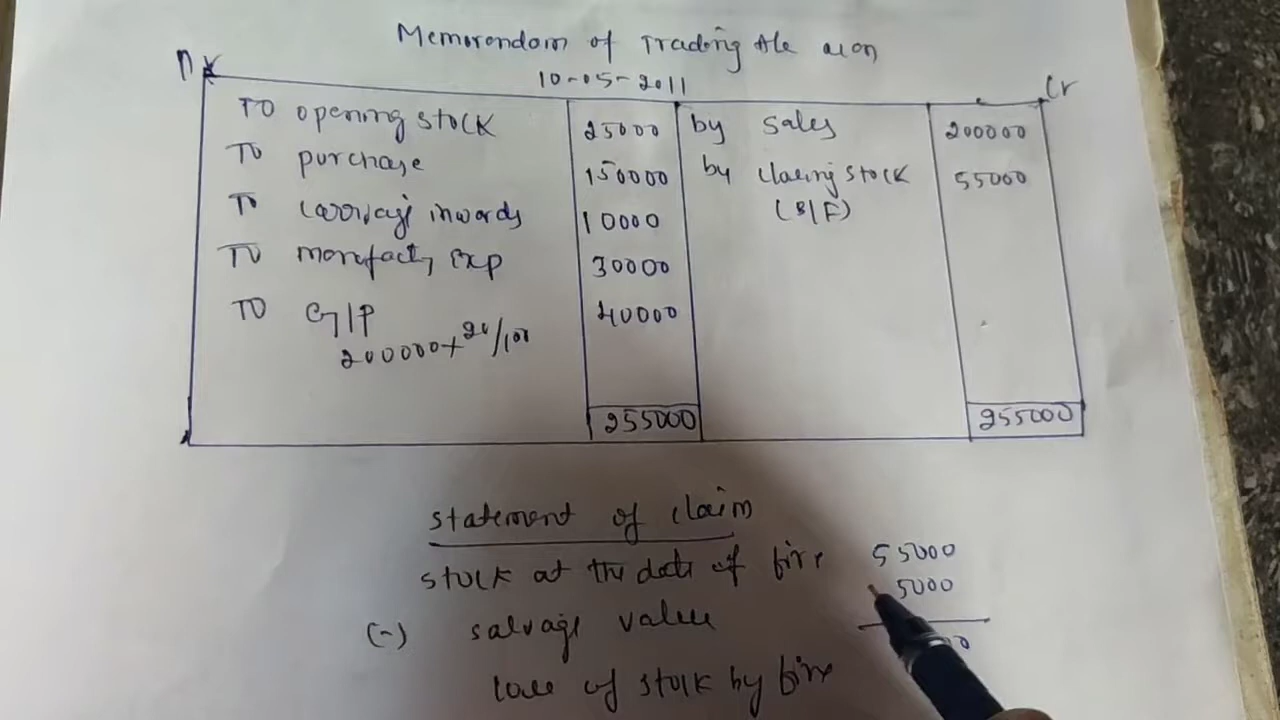 Memorandom of Trading A/c as on
10-05-2011
Dr Cr
To opening stock 25000 by sales 200000
To purchase 150000 by closing stock 55000
(B/F)
To carriage inwords 10000
To manufact, Exp 30000
To G/P 40000
200000 x 20/100
255000 255000
statement of claim
stock at the date of fire 55000
(-) salvage value 5000
loss of stock by fire